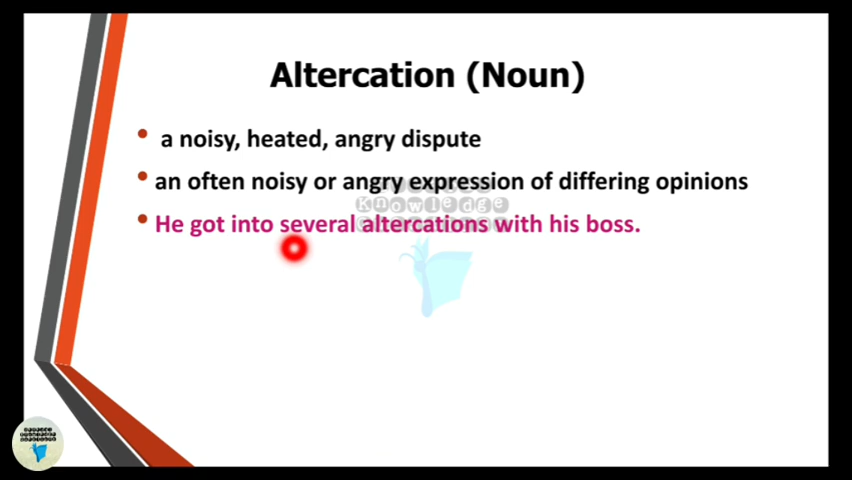 Altercation (Noun)
• a noisy, heated, angry dispute
• an often noisy or angry expression of differing opinions
• He got into several altercations with his boss.
Knowledge